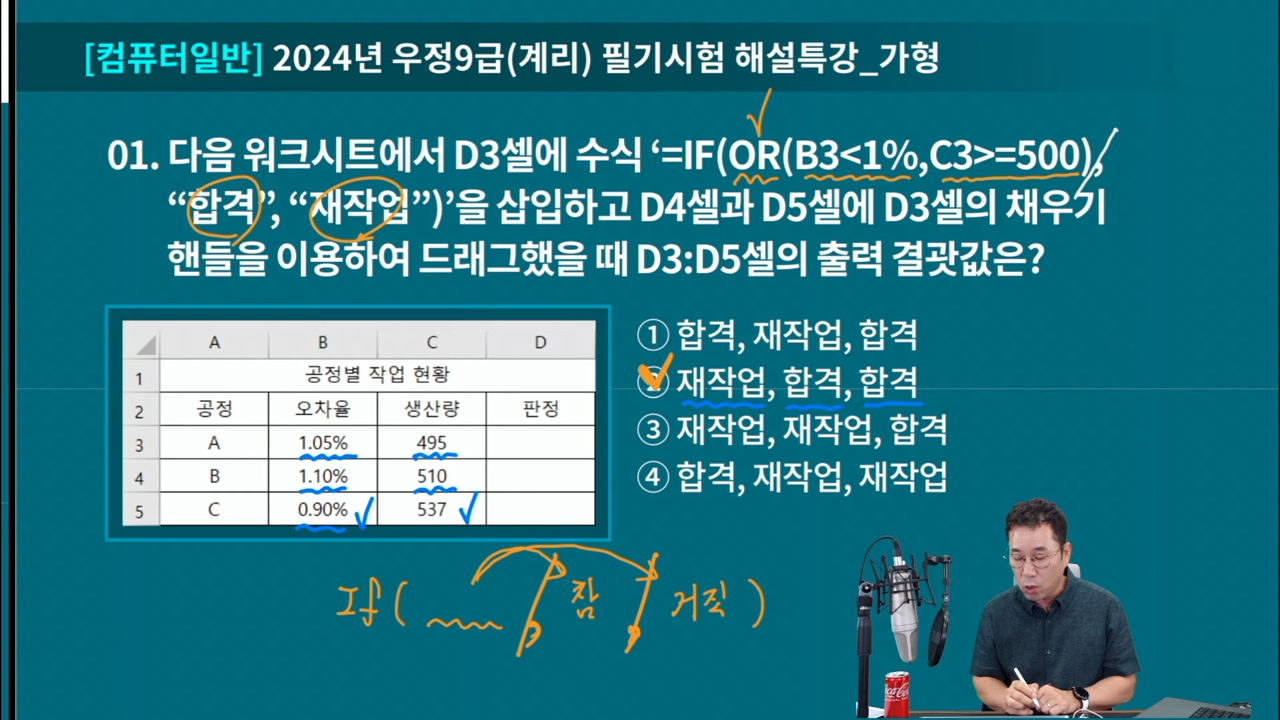 [컴퓨터일반] 2024년 우정9급(계리) 필기시험 해설특강_가형
01. 다음 워크시트에서 D3셀에 수식 ‘=IF(OR(B3<1%,C3>=500),
“합격”, “재작업”)’을 삽입하고 D4셀과 D5셀에 D3셀의 채우기
핸들을 이용하여 드래그했을 때 D3:D5셀의 출력 결괏값은?
A B C D
1 공정별 작업 현황
2 공정 오차율 생산량 판정
3 A 1.05% 495
4 B 1.10% 510
5 C 0.90% 537
① 합격, 재작업, 합격
② 재작업, 합격, 합격
③ 재작업, 재작업, 합격
④ 합격, 재작업, 재작업
If ( , 참 , 거짓 )
Coca-Cola